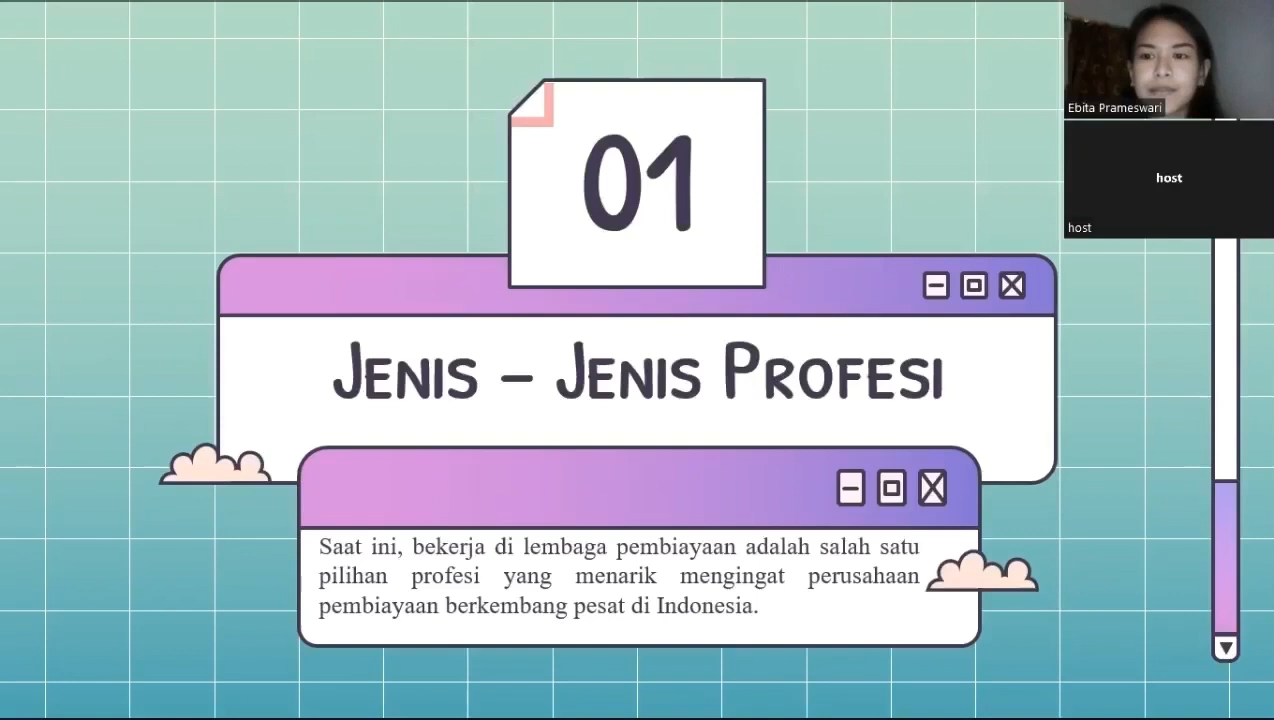 01
Jenis – Jenis Profesi
Saat ini, bekerja di lembaga pembiayaan adalah salah satu
pilihan profesi yang menarik mengingat perusahaan
pembiayaan berkembang pesat di Indonesia.
Ebita Prameswari
host
host